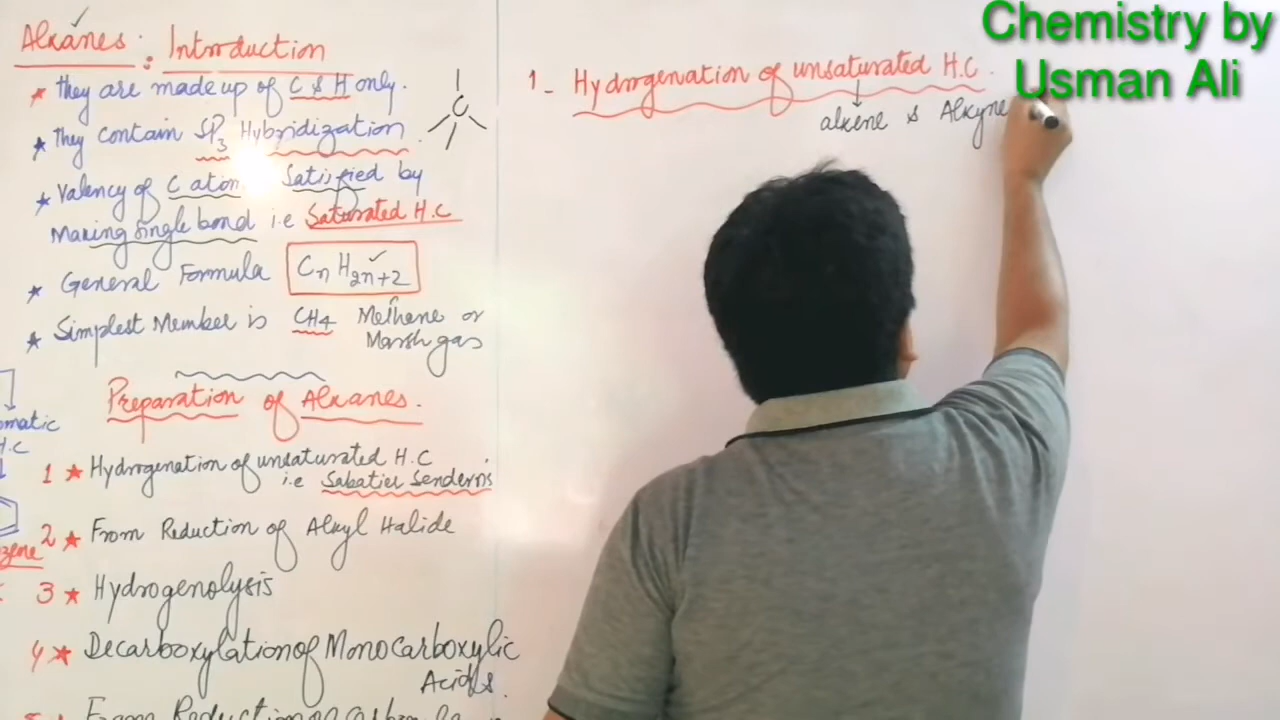 Chemistry by
Usman Ali
Alkanes: Introduction
they are made up of C & H only.
They contain SP3 Hybridization.
Valency of C atom Satisfied by
Making single bond i.e Saturated H.C
General Formula CnH2n+2
Simplest Member is CH4 Methane or
Marsh gas
Preparation of Alkanes.
1 Hydrogenation of unsaturated H.C
i.e Sabatier Senderns
2 From Reduction of Alkyl Halide
3 Hydrogenolysis
4 Decarboxylation of Monocarboxylic
Acids.
C
1- Hydrogenation of unsaturated H.C.
alkene & Alkyne